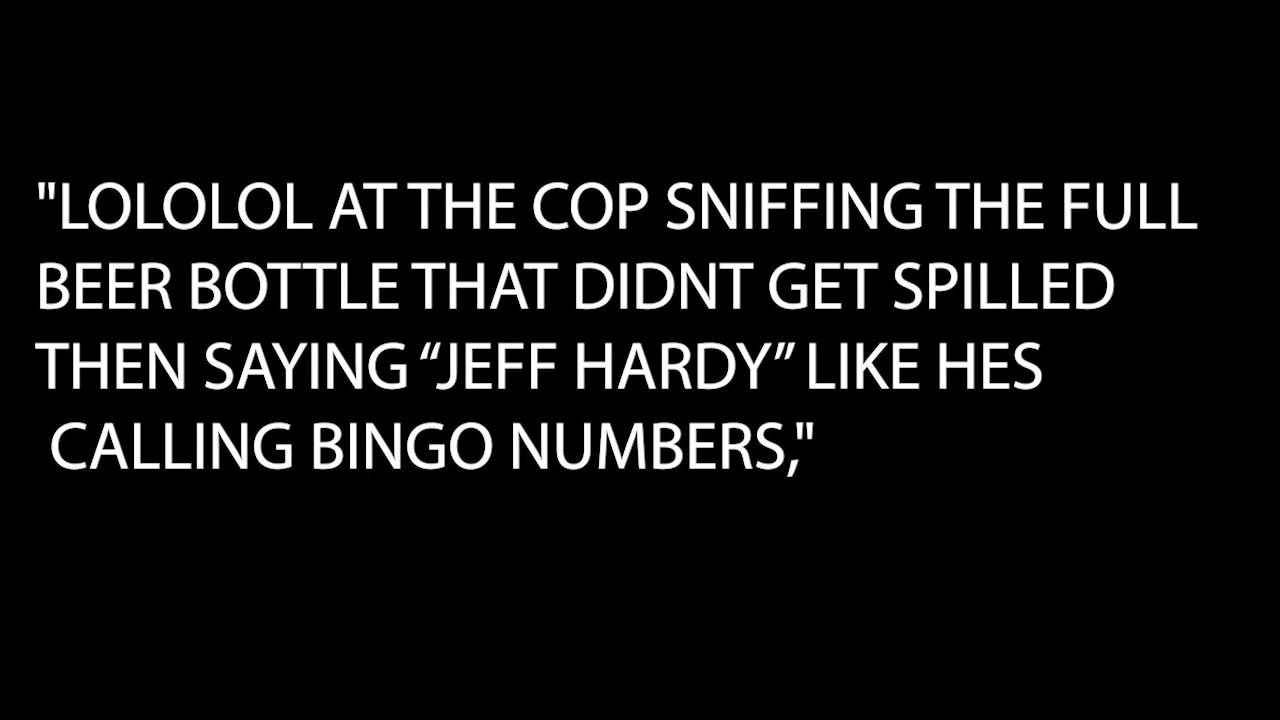 "LOLOLOL AT THE COP SNIFFING THE FULL
BEER BOTTLE THAT DIDNT GET SPILLED
THEN SAYING “JEFF HARDY” LIKE HES
CALLING BINGO NUMBERS,"